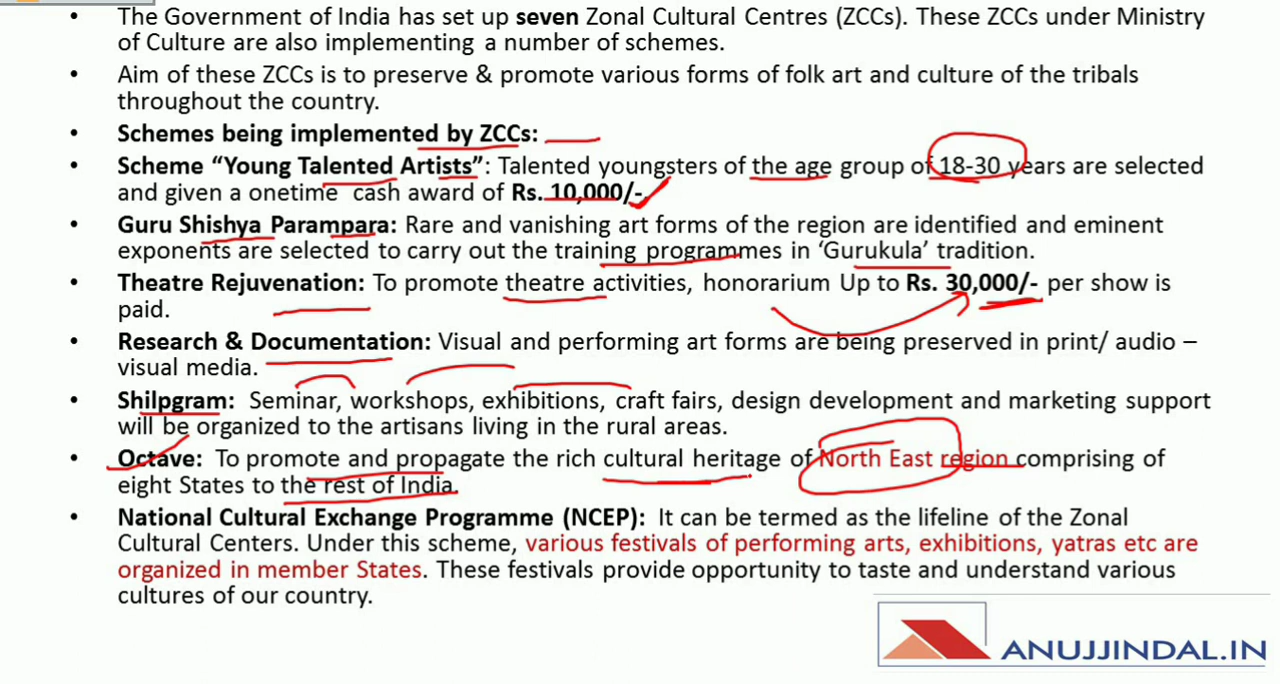 • The Government of India has set up seven Zonal Cultural Centres (ZCCs). These ZCCs under Ministry
of Culture are also implementing a number of schemes.
• Aim of these ZCCs is to preserve & promote various forms of folk art and culture of the tribals
throughout the country.
• Schemes being implemented by ZCCs:
• Scheme “Young Talented Artists”: Talented youngsters of the age group of 18-30 years are selected
and given a onetime cash award of Rs. 10,000/-.
• Guru Shishya Parampara: Rare and vanishing art forms of the region are identified and eminent
exponents are selected to carry out the training programmes in ‘Gurukula’ tradition.
• Theatre Rejuvenation: To promote theatre activities, honorarium Up to Rs. 30,000/- per show is
paid.
• Research & Documentation: Visual and performing art forms are being preserved in print/ audio –
visual media.
• Shilpgram: Seminar, workshops, exhibitions, craft fairs, design development and marketing support
will be organized to the artisans living in the rural areas.
• Octave: To promote and propagate the rich cultural heritage of North East region comprising of
eight States to the rest of India.
• National Cultural Exchange Programme (NCEP): It can be termed as the lifeline of the Zonal
Cultural Centers. Under this scheme, various festivals of performing arts, exhibitions, yatras etc are
organized in member States. These festivals provide opportunity to taste and understand various
cultures of our country.
ANUJJINDAL.IN